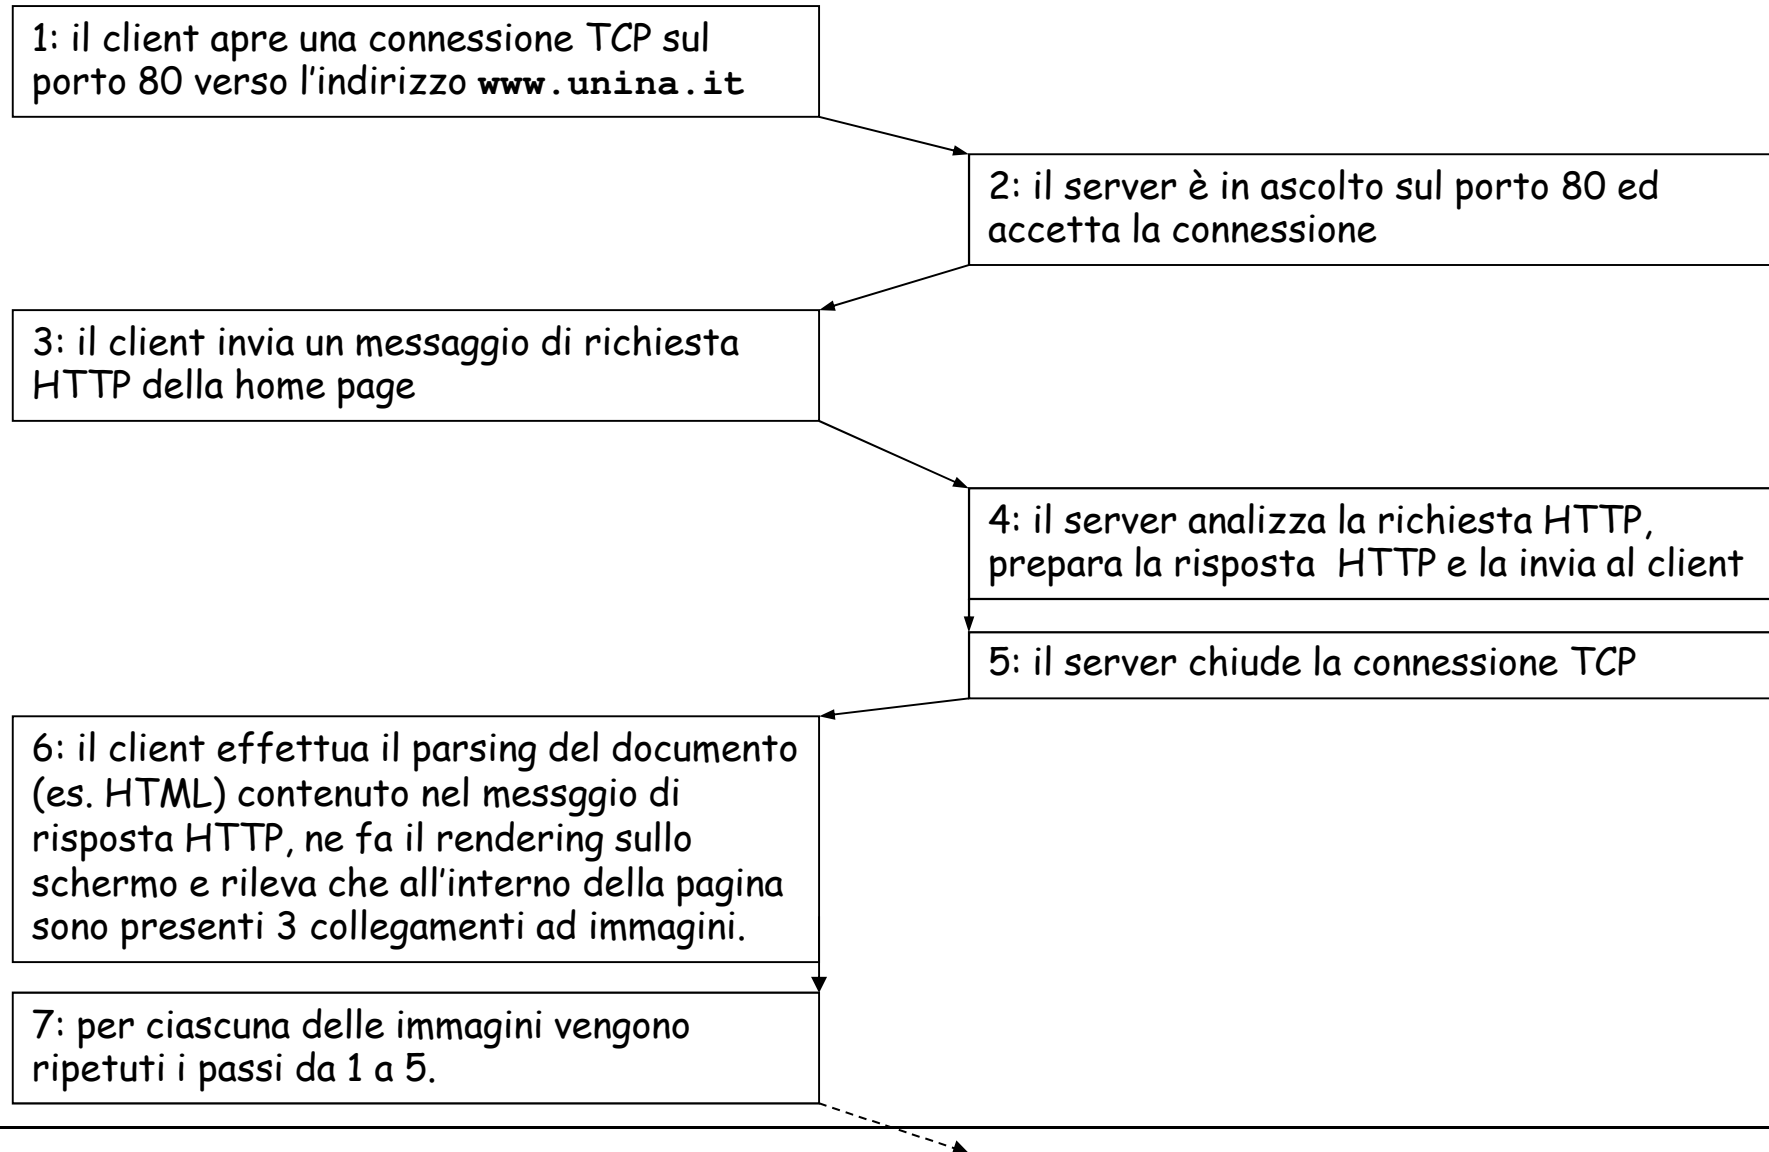 1: il client apre una connessione TCP sul
porto 80 verso l'indirizzo www.unina.it
2: il server è in ascolto sul porto 80 ed
accetta la connessione
3: il client invia un messaggio di richiesta
HTTP della home page
4: il server analizza la richiesta HTTP,
prepara la risposta HTTP e la invia al client
5: il server chiude la connessione TCP
6: il client effettua il parsing del documento
(es. HTML) contenuto nel messggio di
risposta HTTP, ne fa il rendering sullo
schermo e rileva che all'interno della pagina
sono presenti 3 collegamenti ad immagini.
7: per ciascuna delle immagini vengono
ripetuti i passi da 1 a 5.